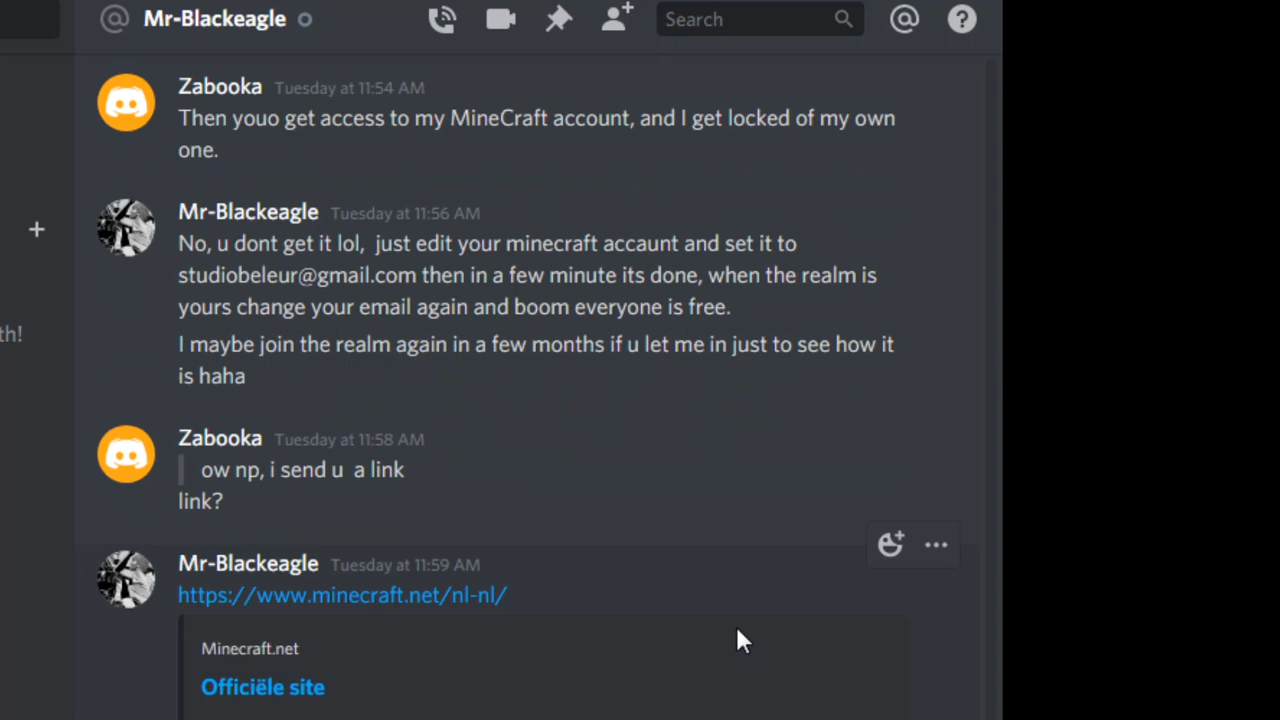 Mr-Blackeagle
Search
Zabooka Tuesday at 11:54 AM
Then youo get access to my MineCraft account, and I get locked of my own
one.
Mr-Blackeagle Tuesday at 11:56 AM
No, u dont get it lol, just edit your minecraft accaunt and set it to
studiobeleur@gmail.com then in a few minute its done, when the realm is
yours change your email again and boom everyone is free.
I maybe join the realm again in a few months if u let me in just to see how it
is haha
th!
Zabooka Tuesday at 11:58 AM
ow np, i send u a link
link?
Mr-Blackeagle Tuesday at 11:59 AM
https://www.minecraft.net/nl-nl/
Minecraft.net
Officiële site